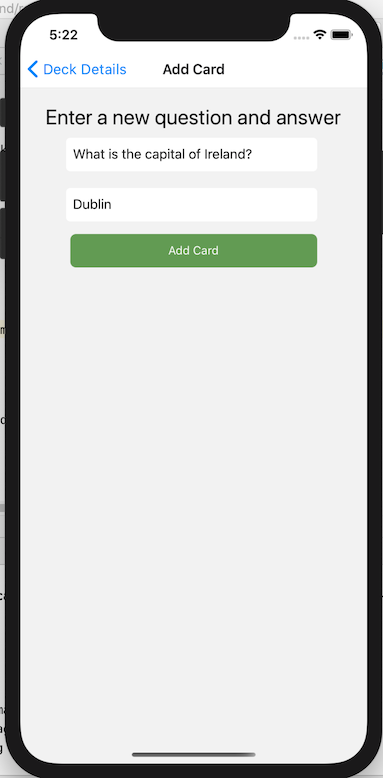 5:22
Deck Details
Add Card
Enter a new question and answer
What is the capital of Ireland?
Dublin
Add Card